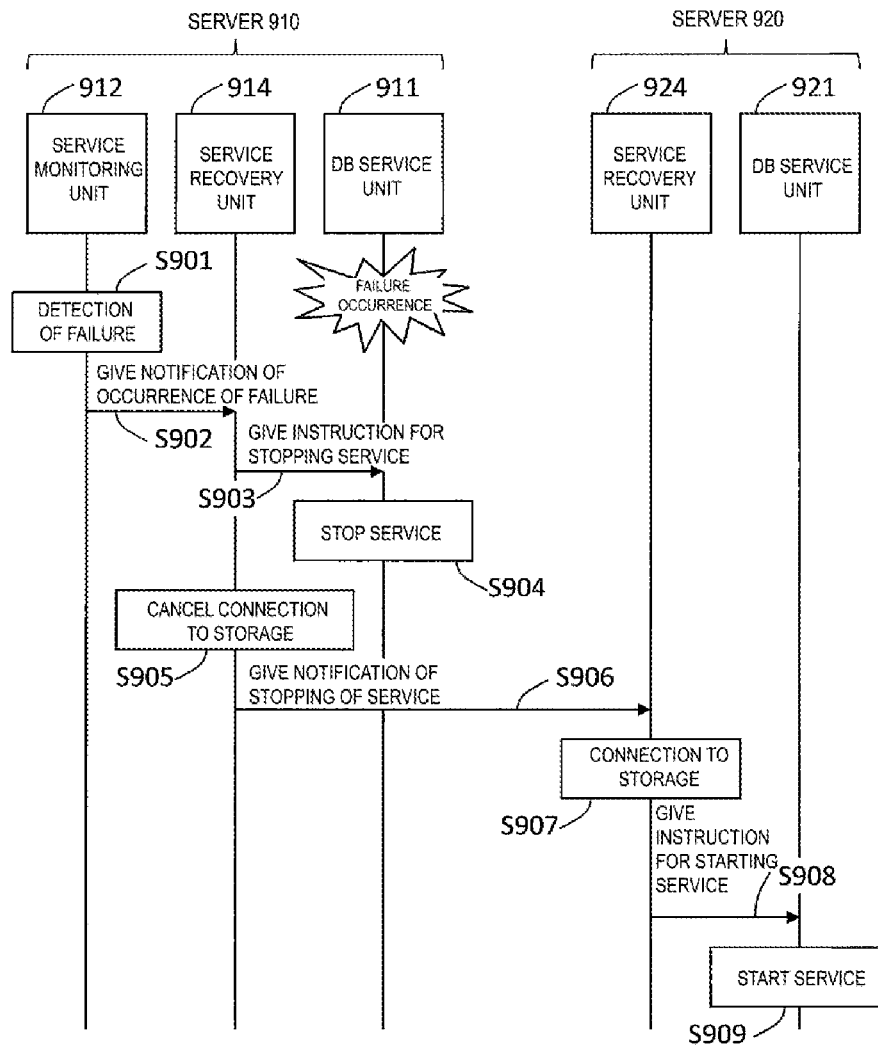 SERVER 910
SERVER 920
912
914
911
924
921
SERVICE
MONITORING
UNIT
SERVICE
RECOVERY
UNIT
DB SERVICE
UNIT
SERVICE
RECOVERY
UNIT
DB SERVICE
UNIT
S901
DETECTION
OF FAILURE
FAILURE
OCCURRENCE
GIVE NOTIFICATION OF
OCCURRENCE OF FAILURE
S902
GIVE INSTRUCTION FOR
STOPPING SERVICE
S903
STOP SERVICE
S904
CANCEL CONNECTION
TO STORAGE
S905
GIVE NOTIFICATION OF
STOPPING OF SERVICE
S906
CONNECTION TO
STORAGE
S907
GIVE
INSTRUCTION
FOR STARTING
SERVICE
S908
START SERVICE
S909